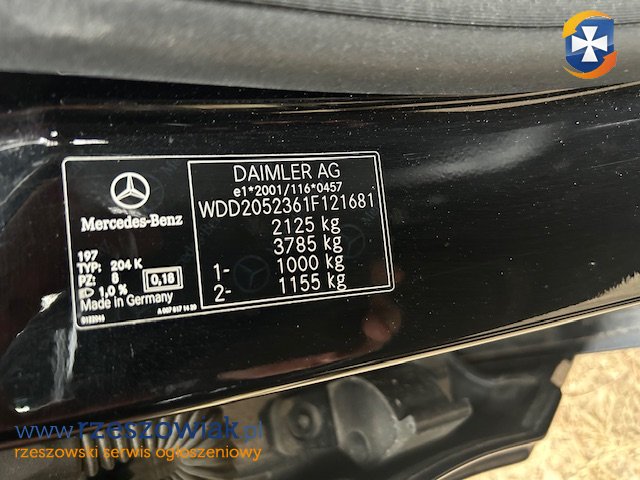 DAIMLER AG
e1*2001/116*0457
WDD2052361F121681
2125 kg
3785 kg
1- 1000 kg
2- 1155 kg
Mercedes-Benz
197
TYP: 204 K
PZ: 8
1,0 % 0,18
Made in Germany
www.rzeszowiak.pl
rzeszowski serwis ogłoszeniowy